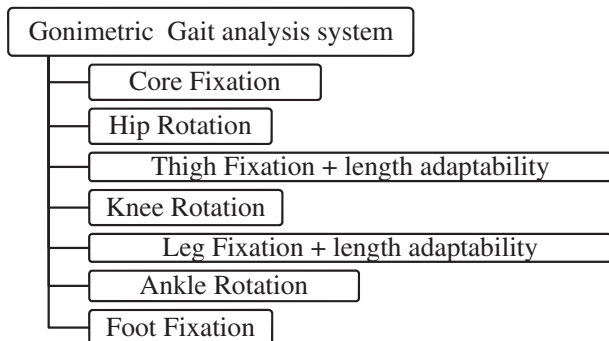 Gonimetric Gait analysis system
Core Fixation
Hip Rotation
Thigh Fixation + length adaptability
Knee Rotation
Leg Fixation + length adaptability
Ankle Rotation
Foot Fixation